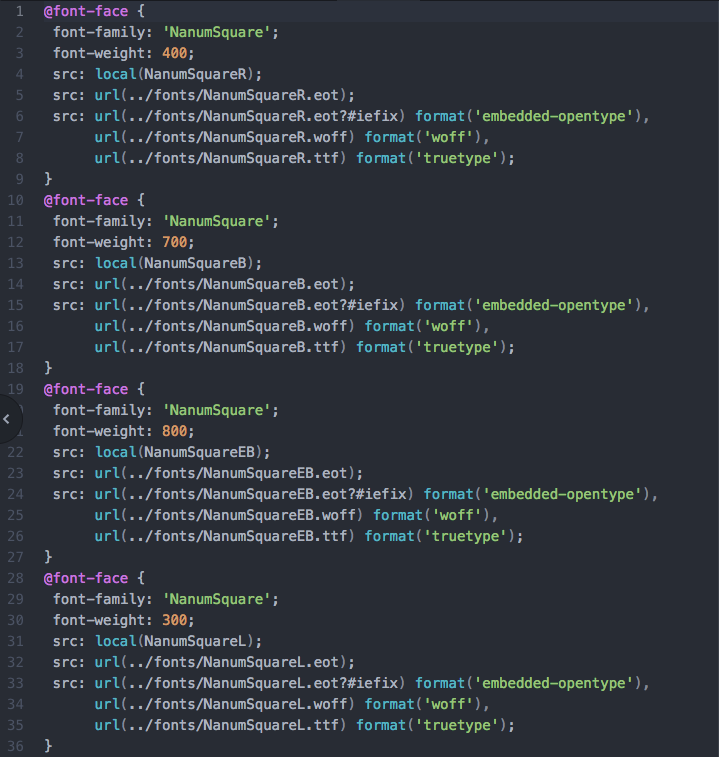 1 @font-face {
2 font-family: 'NanumSquare';
3 font-weight: 400;
4 src: local(NanumSquareR);
5 src: url(../fonts/NanumSquareR.eot);
6 src: url(../fonts/NanumSquareR.eot?#iefix) format('embedded-opentype'),
7 url(../fonts/NanumSquareR.woff) format('woff'),
8 url(../fonts/NanumSquareR.ttf) format('truetype');
9 }
10 @font-face {
11 font-family: 'NanumSquare';
12 font-weight: 700;
13 src: local(NanumSquareB);
14 src: url(../fonts/NanumSquareB.eot);
15 src: url(../fonts/NanumSquareB.eot?#iefix) format('embedded-opentype'),
16 url(../fonts/NanumSquareB.woff) format('woff'),
17 url(../fonts/NanumSquareB.ttf) format('truetype');
18 }
19 @font-face {
font-family: 'NanumSquare';
font-weight: 800;
22 src: local(NanumSquareEB);
23 src: url(../fonts/NanumSquareEB.eot);
24 src: url(../fonts/NanumSquareEB.eot?#iefix) format('embedded-opentype'),
25 url(../fonts/NanumSquareEB.woff) format('woff'),
26 url(../fonts/NanumSquareEB.ttf) format('truetype');
27 }
28 @font-face {
29 font-family: 'NanumSquare';
30 font-weight: 300;
31 src: local(NanumSquareL);
32 src: url(../fonts/NanumSquareL.eot);
33 src: url(../fonts/NanumSquareL.eot?#iefix) format('embedded-opentype'),
34 url(../fonts/NanumSquareL.woff) format('woff'),
35 url(../fonts/NanumSquareL.ttf) format('truetype');
36 }